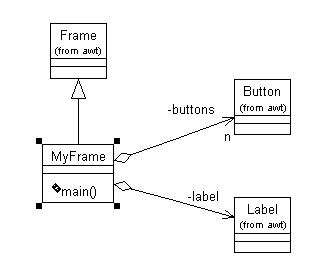 Frame
(from awt)
-buttons
Button
(from awt)
n
MyFrame
main()
-label
Label
(from awt)